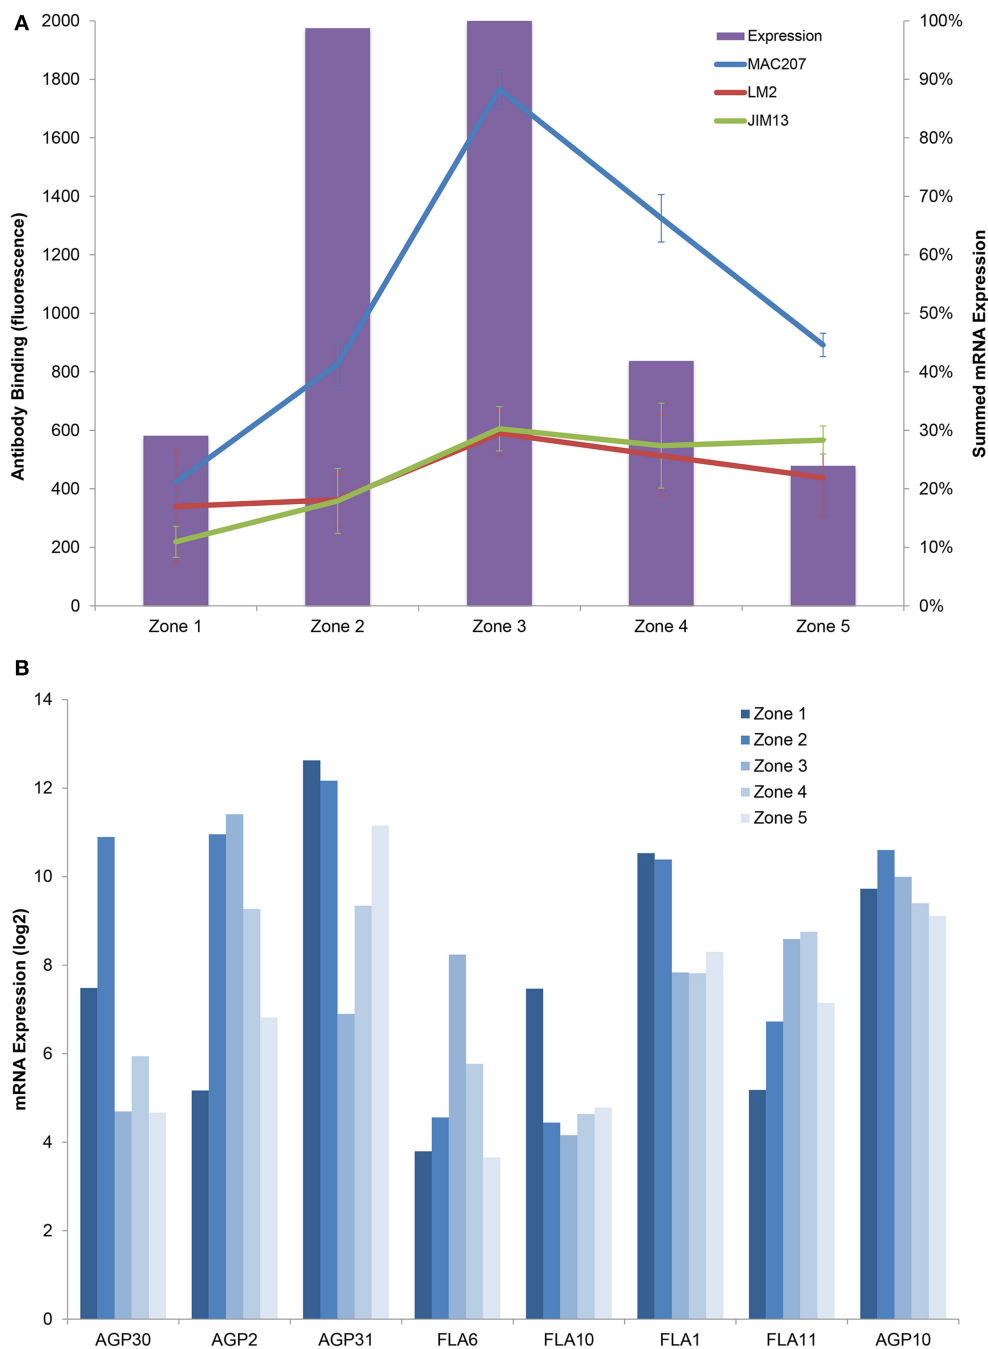 A
2000
1800
1600
1400
1200
1000
800
600
400
200
0
Antibody Binding (fluorescence)
100%
90%
80%
70%
60%
50%
40%
30%
20%
10%
0%
Summed mRNA Expression
Expression
MAC207
LM2
JIM13
Zone 1 Zone 2 Zone 3 Zone 4 Zone 5
B
14
12
10
8
6
4
2
0
mRNA Expression (log2)
Zone 1
Zone 2
Zone 3
Zone 4
Zone 5
AGP30 AGP2 AGP31 FLA6 FLA10 FLA1 FLA11 AGP10